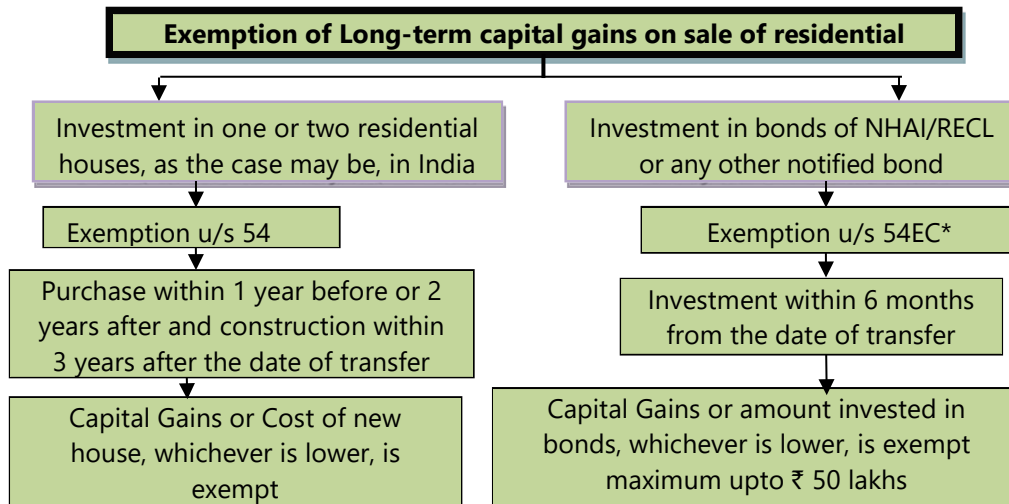 Exemption of Long-term capital gains on sale of residential
Investment in one or two residential
houses, as the case may be, in India
Exemption u/s 54
Purchase within 1 year before or 2
years after and construction within
3 years after the date of transfer
Capital Gains or Cost of new
house, whichever is lower, is
exempt
Investment in bonds of NHAI/RECL
or any other notified bond
Exemption u/s 54EC*
Investment within 6 months
from the date of transfer
Capital Gains or amount invested in
bonds, whichever is lower, is exempt
maximum upto ₹ 50 lakhs